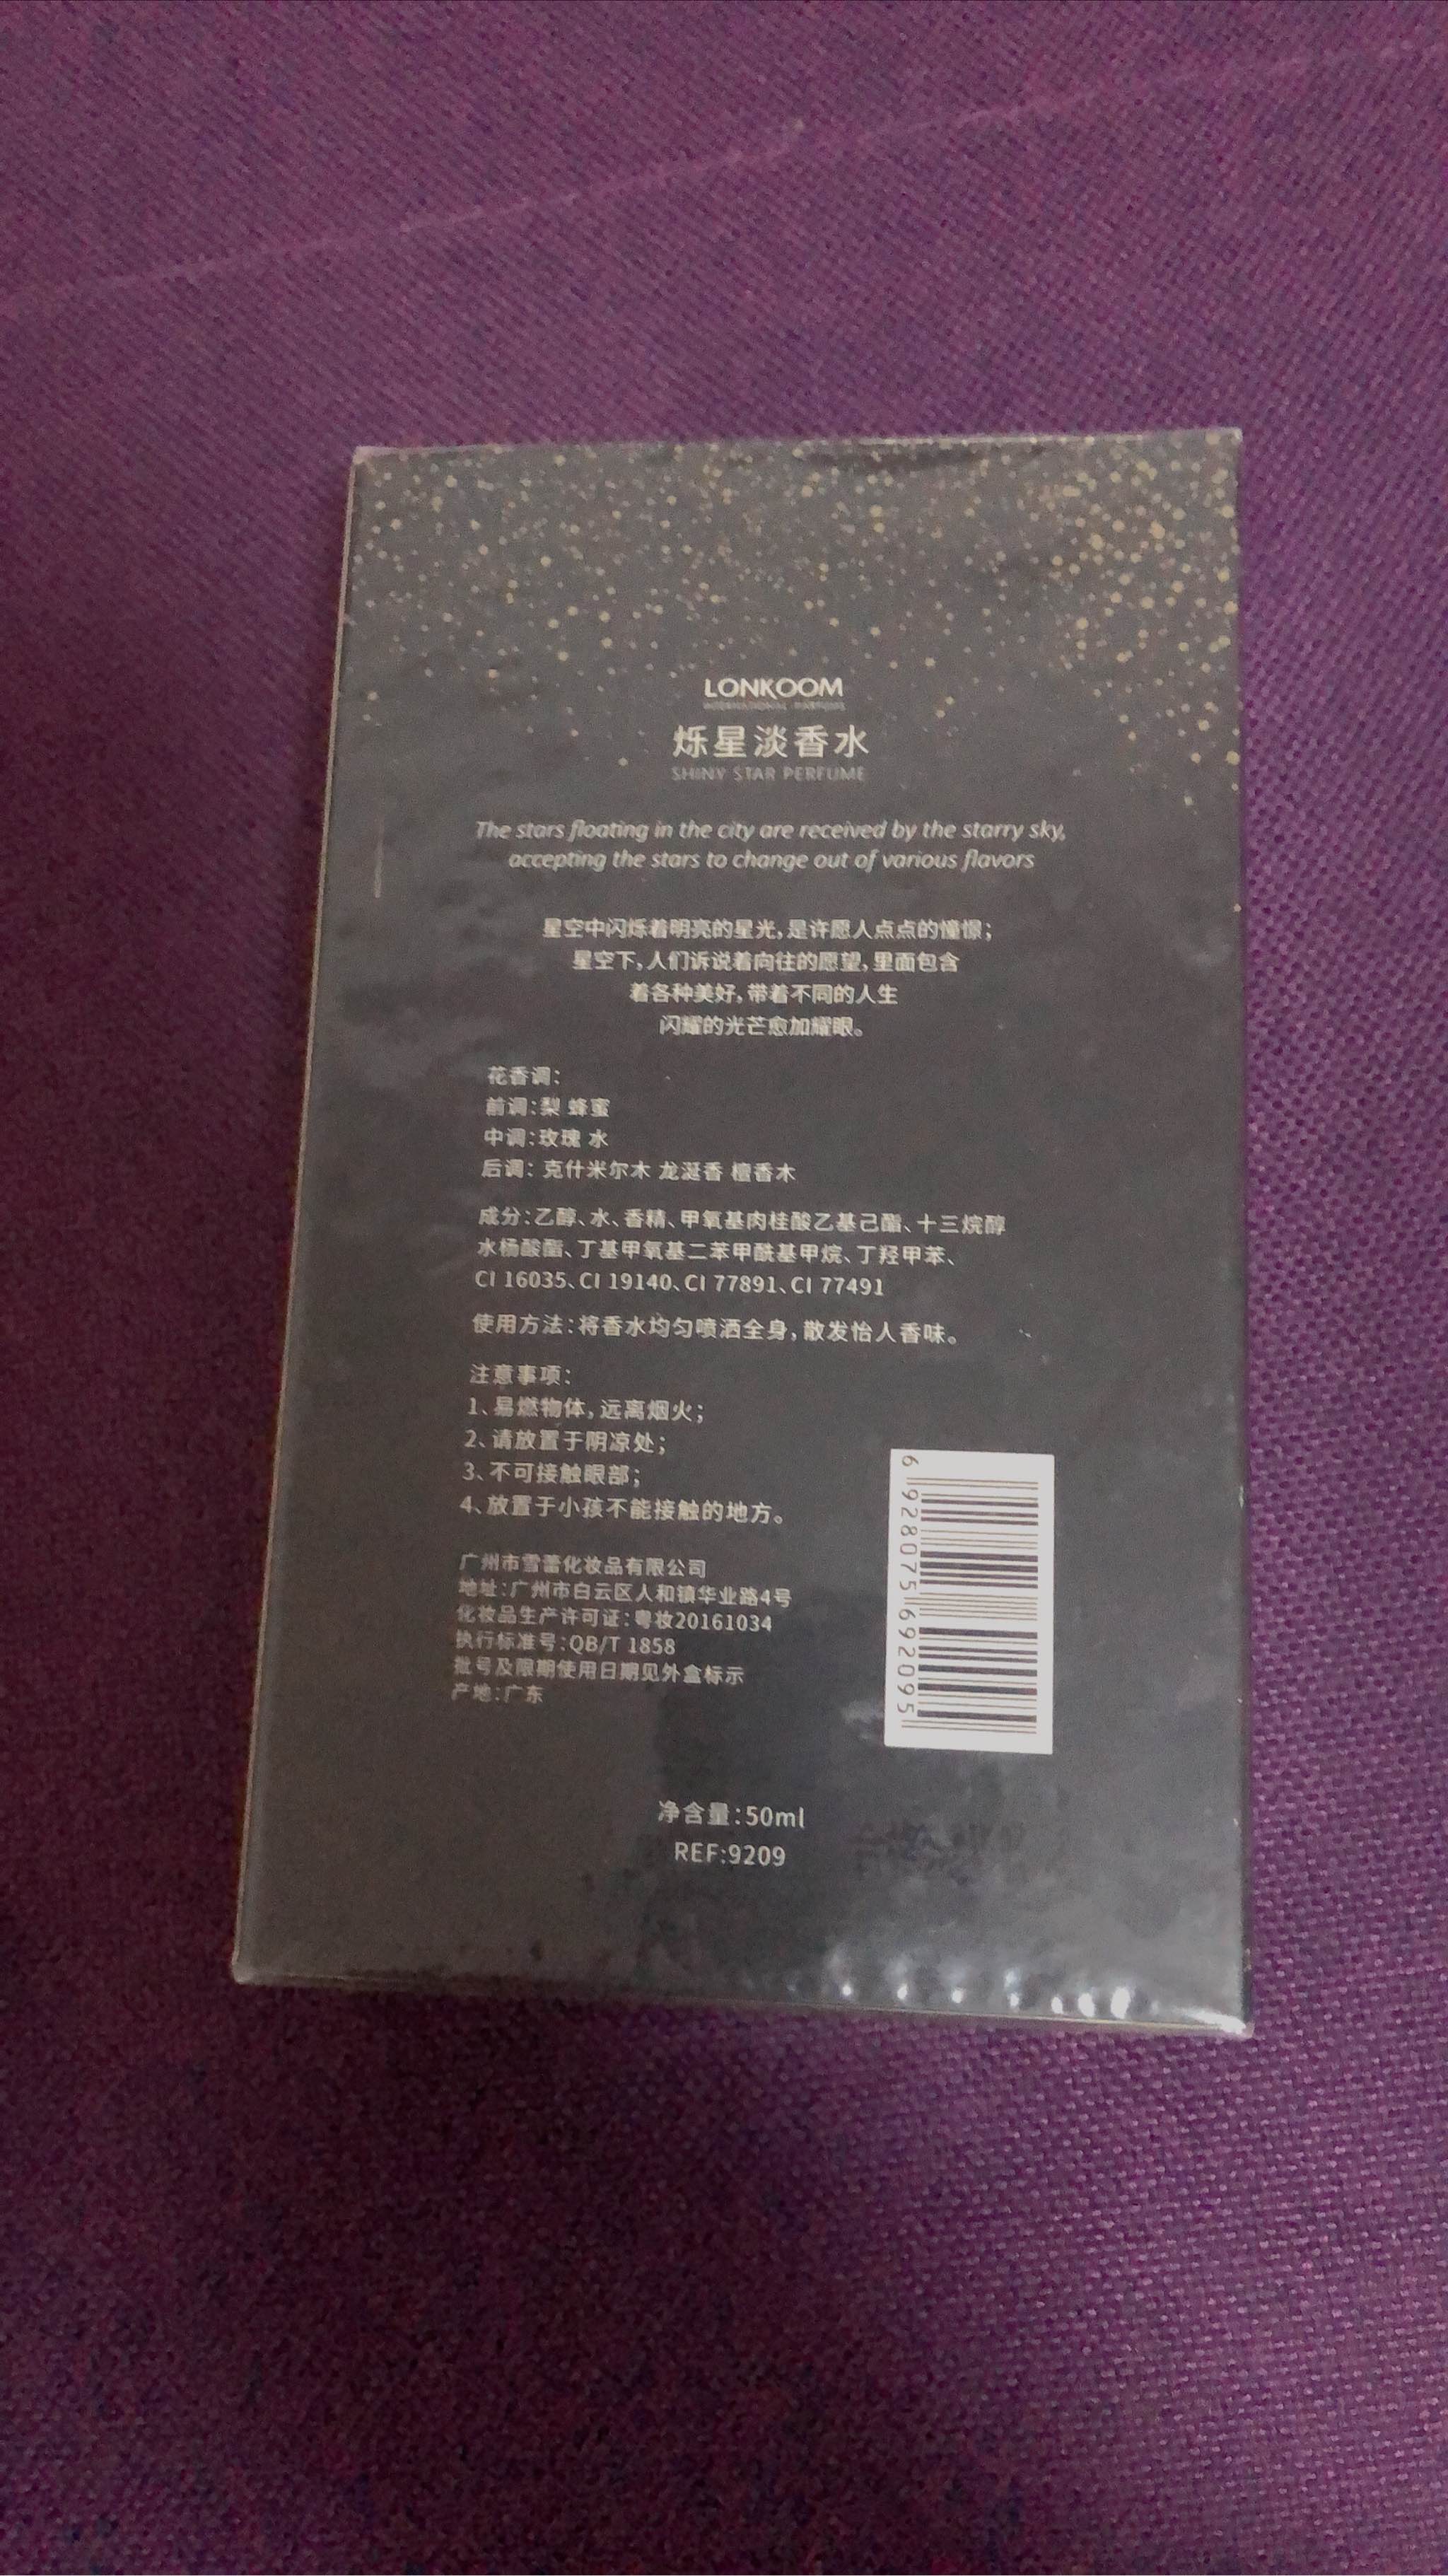 LONKOOM
INTERNATIONAL PARFUMS
烁星淡香水
SHINY STAR PERFUME
The stars floating in the city are received by the starry sky,
accepting the stars to change out of various flavors
星空中闪烁着明亮的星光,是许愿人点点的憧憬;
星空下,人们诉说着向往的愿望,里面包含
着各种美好,带着不同的人生
闪耀的光芒愈加耀眼。
花香调:
前调:梨 蜂蜜
中调:玫瑰 水
后调: 克什米尔木 龙涎香 檀香木
成分:乙醇、水、香精、甲氧基肉桂酸乙基己酯、十三烷醇
水杨酸酯、丁基甲氧基二苯甲酰基甲烷、丁羟甲苯、
CI 16035、CI 19140、CI 77891、CI 77491
使用方法:将香水均匀喷洒全身,散发怡人香味。
注意事项:
1、易燃物体,远离烟火;
2、请放置于阴凉处;
3、不可接触眼部;
4、放置于小孩不能接触的地方。
广州市雪蕾化妆品有限公司
地址:广州市白云区人和镇华业路4号
化妆品生产许可证:粤妆20161034
执行标准号:QB/T 1858
批号及限期使用日期见外盒标示
产地:广东
6 928075 692095
净含量:50ml
REF:9209